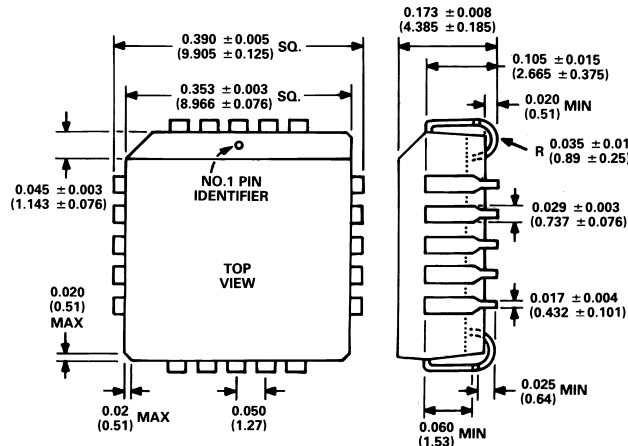 0.390 ±0.005
(9.905 ±0.125) SQ.
0.353 ±0.003
(8.966 ±0.076) SQ.
0.173 ±0.008
(4.385 ±0.185)
0.105 ±0.015
(2.665 ±0.375)
0.020 MIN
(0.51)
R 0.035 ±0.01
(0.89 ±0.25)
0.045 ±0.003
(1.143 ±0.076)
NO.1 PIN
IDENTIFIER
0.029 ±0.003
(0.737 ±0.076)
TOP
VIEW
0.020
(0.51)
MAX
0.017 ±0.004
(0.432 ±0.101)
0.02
(0.51) MAX
0.050
(1.27)
0.025 MIN
(0.64)
0.060 MIN
(1.53)